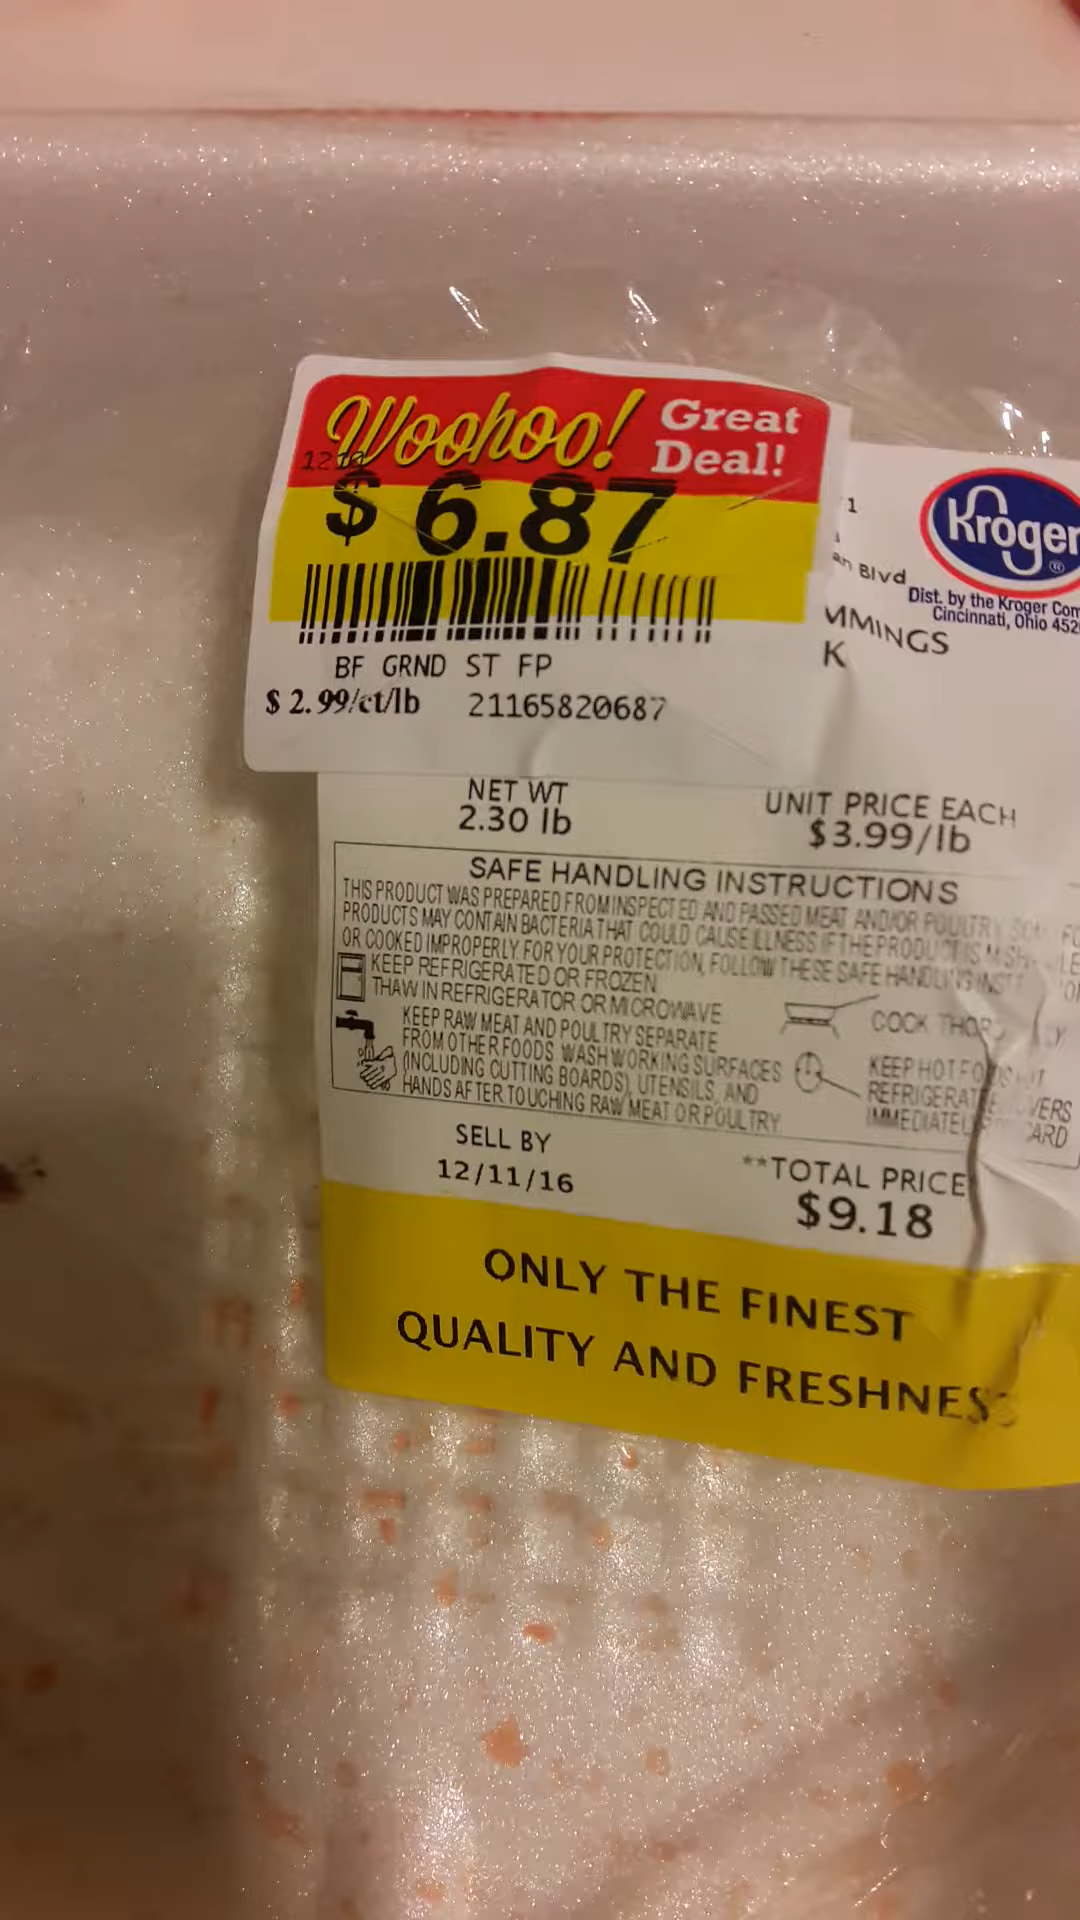 Woohoo! Great Deal!
$ 6.87
BF GRND ST FP
$ 2.99/ct/lb 21165820687
1
an Blvd
Kroger
Dist. by the Kroger Com
Cincinnati, Ohio 452
MMINGS
K
NET WT
2.30 lb
UNIT PRICE EACH
$3.99/lb
SAFE HANDLING INSTRUCTIONS
THIS PRODUCT WAS PREPARED FROM INSPECTED AND PASSED MEAT AND/OR POULTRY
PRODUCTS MAY CONTAIN BACTERIA THAT COULD CAUSE ILLNESS IF THE PRODUCT IS
OR COOKED IMPROPERLY. FOR YOUR PROTECTION, FOLLOW THESE SAFE HANDLING
KEEP REFRIGERATED OR FROZEN.
THAW IN REFRIGERATOR OR MICROWAVE
KEEP RAW MEAT AND POULTRY SEPARATE
FROM OTHER FOODS. WASH WORKING SURFACES
(INCLUDING CUTTING BOARDS), UTENSILS, AND
HANDS AFTER TOUCHING RAW MEAT OR POULTRY.
COOK
KEEP HOT
IMMEDIATEL
SELL BY
12/11/16
**TOTAL PRICE
$9.18
ONLY THE FINEST
QUALITY AND FRESHNESS